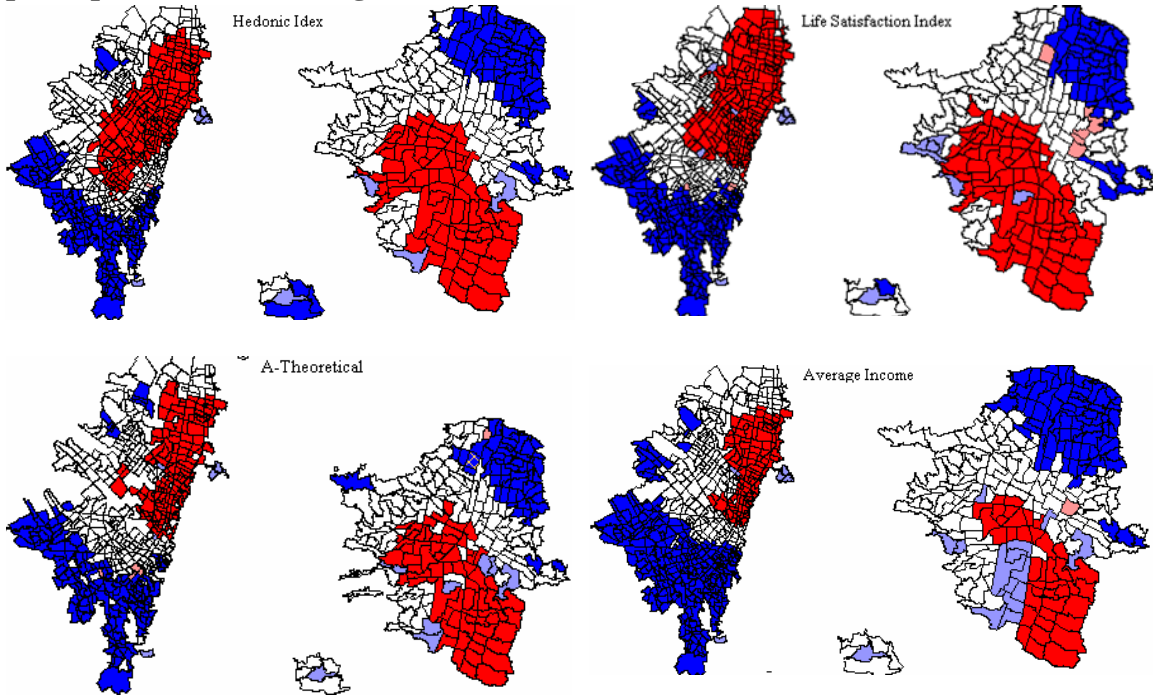 Hedonic Idex
Life Satisfaction Index
A-Theoretical
Average Income